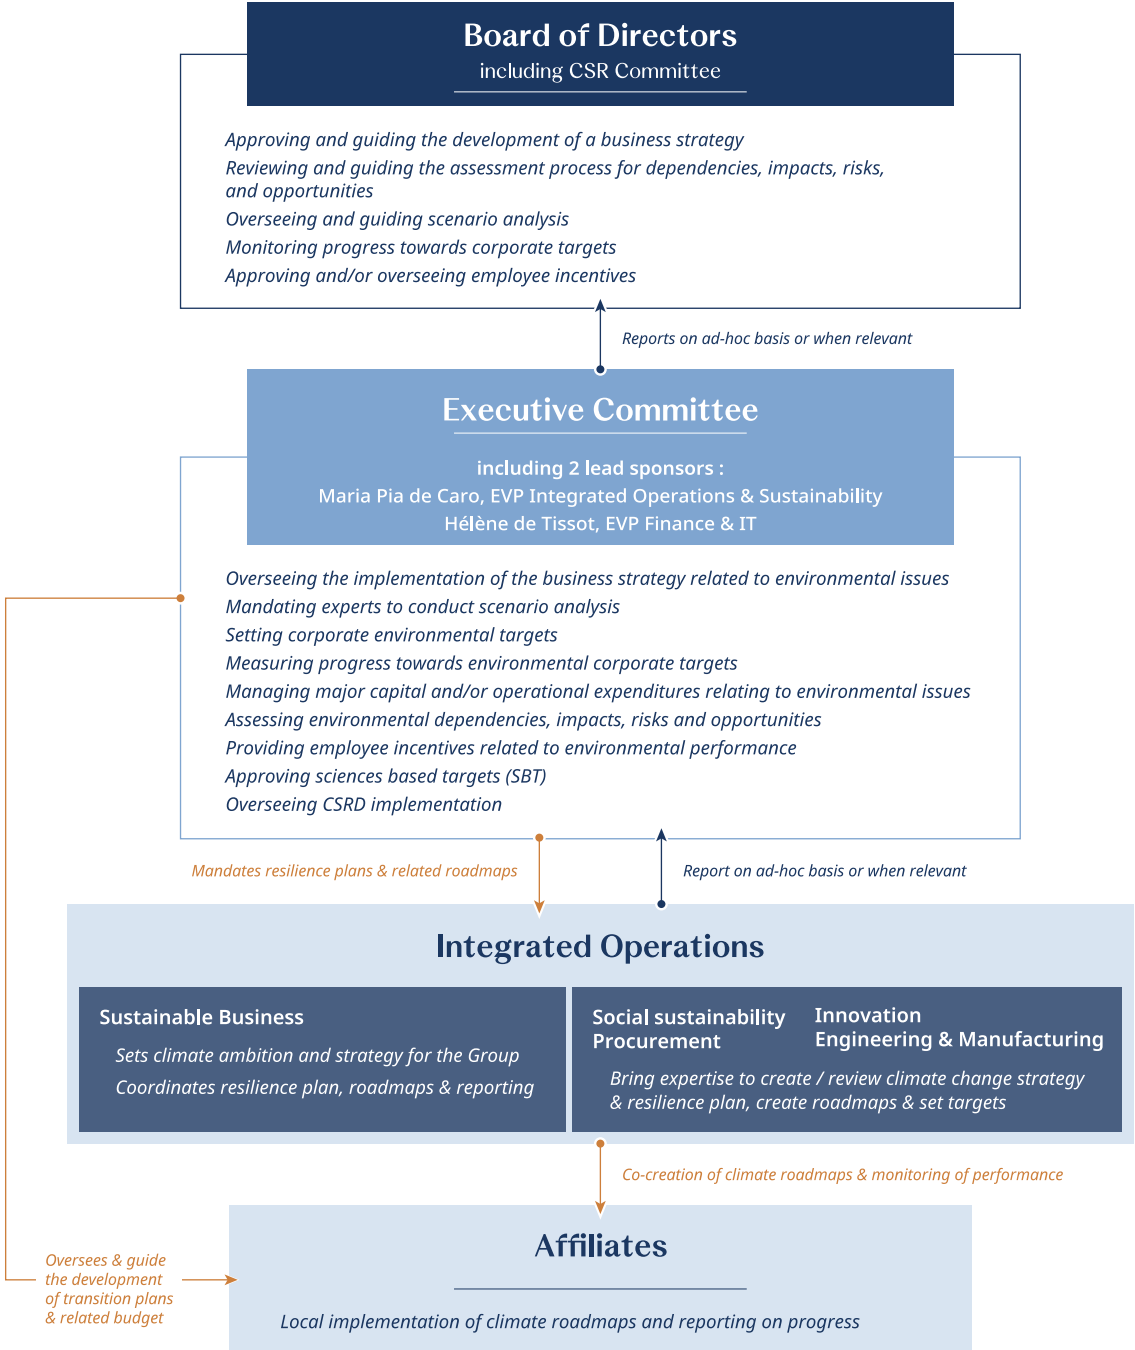 Board of Directors
including CSR Committee
Approving and guiding the development of a business strategy
Reviewing and guiding the assessment process for dependencies, impacts, risks,
and opportunities
Overseeing and guiding scenario analysis
Monitoring progress towards corporate targets
Approving and/or overseeing employee incentives
Reports on ad-hoc basis or when relevant
Executive Committee
including 2 lead sponsors :
Maria Pia de Caro, EVP Integrated Operations & Sustainability
Hélène de Tissot, EVP Finance & IT
Overseeing the implementation of the business strategy related to environmental issues
Mandating experts to conduct scenario analysis
Setting corporate environmental targets
Measuring progress towards environmental corporate targets
Managing major capital and/or operational expenditures relating to environmental issues
Assessing environmental dependencies, impacts, risks and opportunities
Providing employee incentives related to environmental performance
Approving sciences based targets (SBT)
Overseeing CSRD implementation
Mandates resilience plans & related roadmaps
Report on ad-hoc basis or when relevant
Integrated Operations
Sustainable Business
Sets climate ambition and strategy for the Group
Coordinates resilience plan, roadmaps & reporting
Social sustainability
Procurement
Innovation
Engineering & Manufacturing
Bring expertise to create / review climate change strategy
& resilience plan, create roadmaps & set targets
Co-creation of climate roadmaps & monitoring of performance
Oversees & guide
the development
of transition plans
& related budget
Affiliates
Local implementation of climate roadmaps and reporting on progress